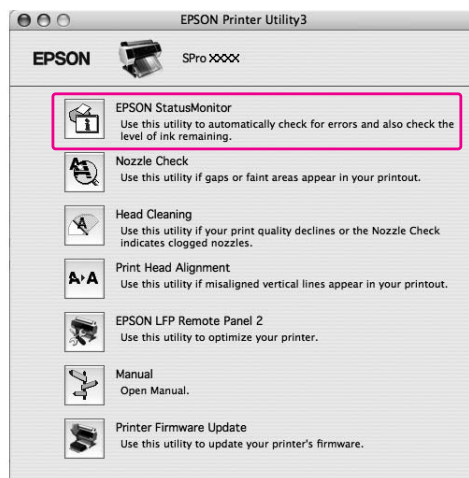 EPSON Printer Utility3
EPSON
SPro XXXX
EPSON StatusMonitor
Use this utility to automatically check for errors and also check the
level of ink remaining.
Nozzle Check
Use this utility if gaps or faint areas appear in your printout.
Head Cleaning
Use this utility if your print quality declines or the Nozzle Check
indicates clogged nozzles.
Print Head Alignment
Use this utility if misaligned vertical lines appear in your printout.
EPSON LFP Remote Panel 2
Use this utility to optimize your printer.
Manual
Open Manual.
Printer Firmware Update
Use this utility to update your printer's firmware.